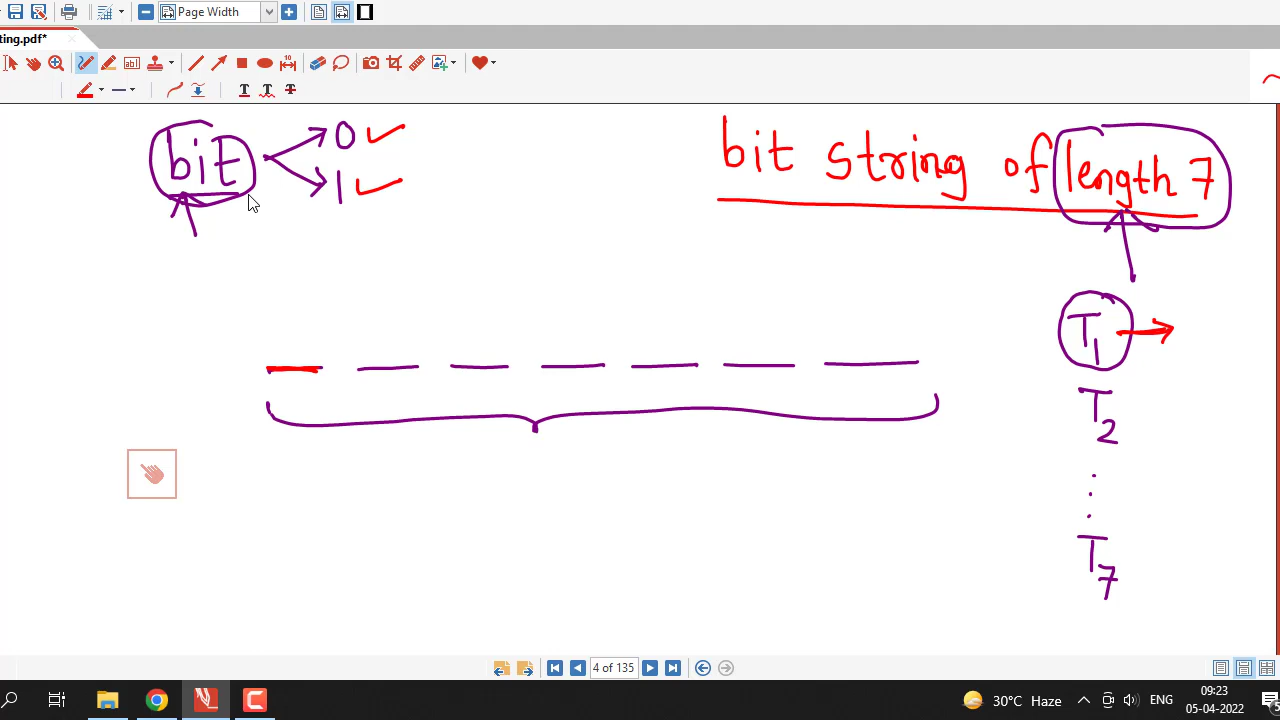 Page Width
ting.pdf*
10
T T T
bit
0
1
bit string of length 7
T1
T2
T7
4 of 135
30°C Haze
ENG
09:23
05-04-2022